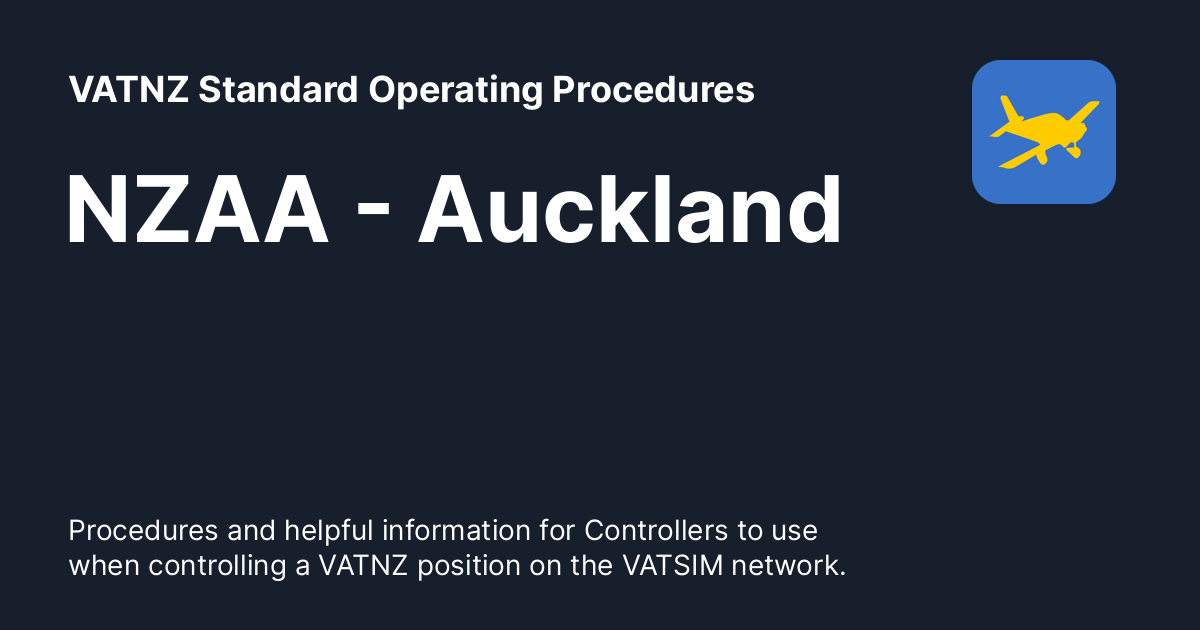 VATNZ Standard Operating Procedures
NZAA - Auckland
Procedures and helpful information for Controllers to use
when controlling a VATNZ position on the VATSIM network.